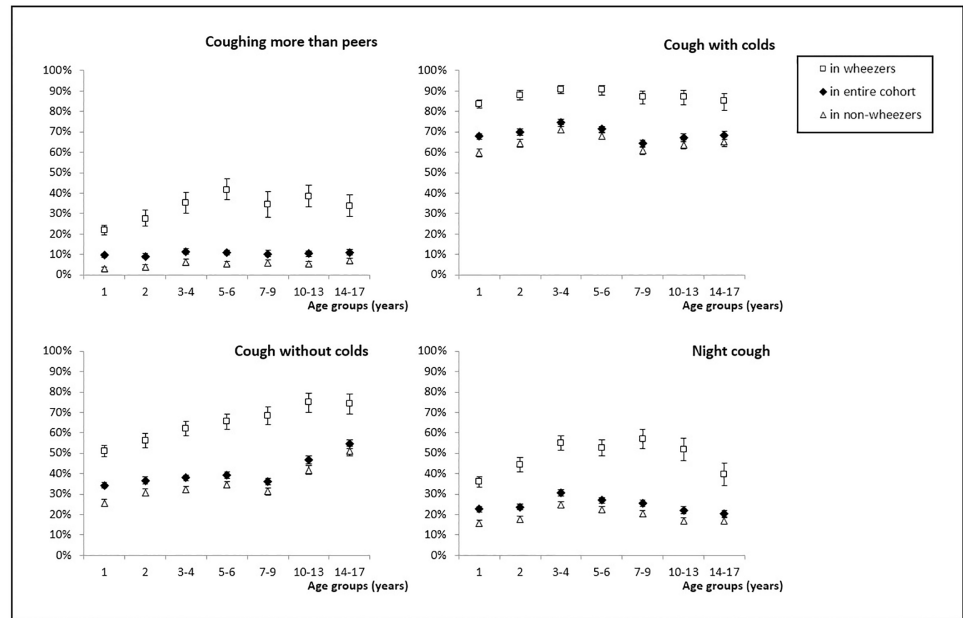 Coughing more than peers
100%
90%
80%
70%
60%
50%
40%
30%
20%
10%
0%
1 2 3-4 5-6 7-9 10-13 14-17
Age groups (years)
Cough with colds
100%
90%
80%
70%
60%
50%
40%
30%
20%
10%
0%
1 2 3-4 5-6 7-9 10-13 14-17
Age groups (years)
in wheezers
in entire cohort
in non-wheezers
Cough without colds
100%
90%
80%
70%
60%
50%
40%
30%
20%
10%
0%
1 2 3-4 5-6 7-9 10-13 14-17
Age groups (years)
Night cough
100%
90%
80%
70%
60%
50%
40%
30%
20%
10%
0%
1 2 3-4 5-6 7-9 10-13 14-17
Age groups (years)